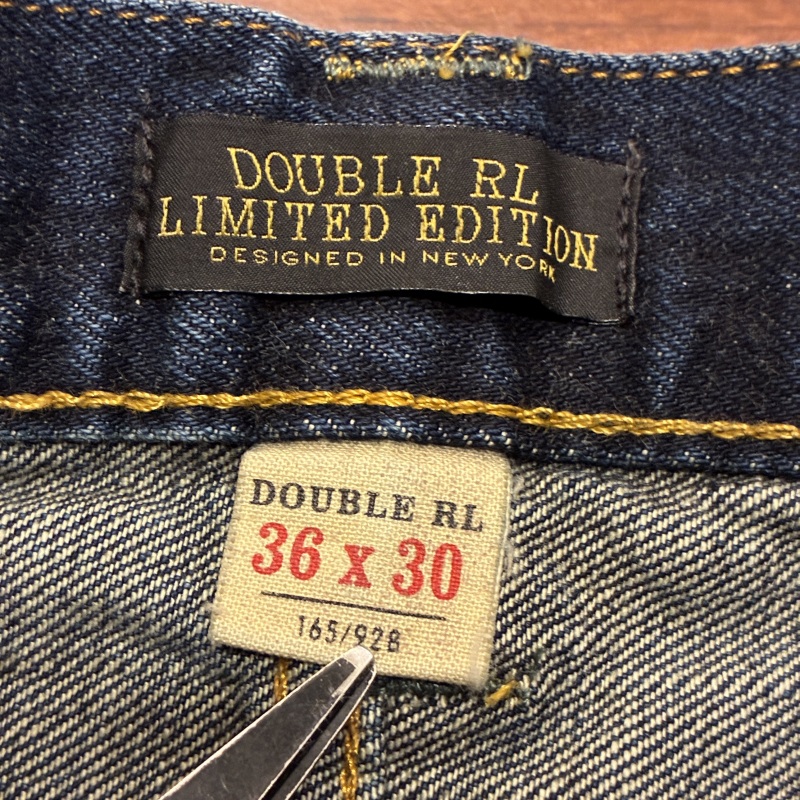 DOUBLE RL
LIMITED EDITION
DESIGNED IN NEW YORK
DOUBLE RL
36 x 30
165/92B